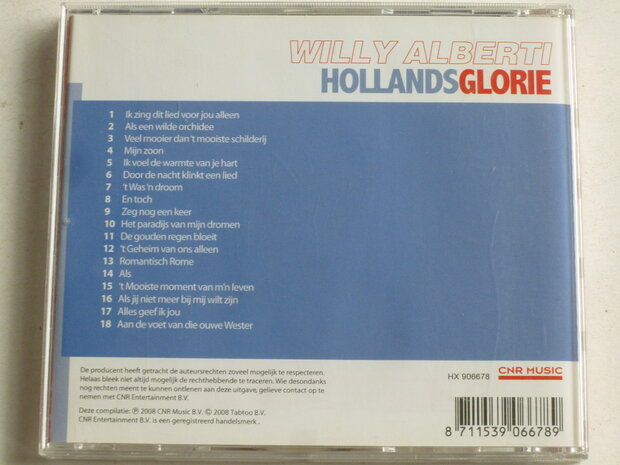 WILLY ALBERTI
HOLLANDSGLORIE
1 Ik zing dit lied voor jou alleen
2 Als een wilde orchidee
3 Veel mooier dan 't mooiste schilderij
4 Mijn zoon
5 Ik voel de warmte van je hart
6 Door de nacht klinkt een lied
7 't Was 'n droom
8 En toch
9 Zeg nog een keer
10 Het paradijs van mijn dromen
11 De gouden regen bloeit
12 't Geheim van ons alleen
13 Romantisch Rome
14 Als
15 't Mooiste moment van m'n leven
16 Als jij niet meer bij mij wilt zijn
17 Alles geef ik jou
18 Aan de voet van die ouwe Wester
De producent heeft getracht de auteursrechten zoveel mogelijk te respecteren.
Helaas bleek niet altijd mogelijk de rechthebbende te traceren. Wie desondanks
nog rechten meent te kunnen ontlenen aan deze uitgave, gelieve contact op te
nemen met CNR Entertainment B.V.
HX 906678
CNR MUSIC
Deze compilatie: ℗ 2008 CNR Music B.V. © 2008 Tabtoo B.V.
CNR Entertainment B.V. is een geregistreerd handelsmerk .
8 711539 066789